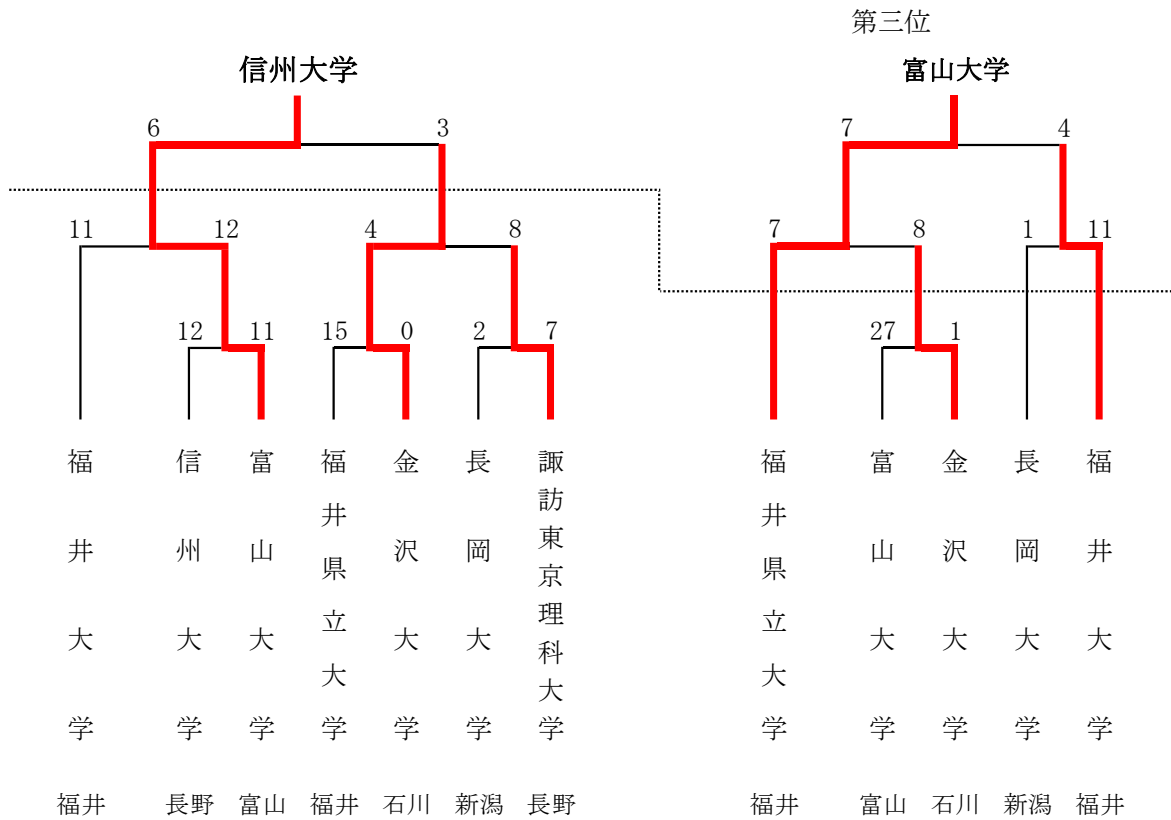 第三位
信州大学
富山大学
6 3
7 4
11 12 4 8
7 8 1 11
12 11 15 0 2 7
27 1
福井大学
信州大学
富山大学
福井県立大学
金沢大学
長岡大学
諏訪東京理科大学
福井県立大学
富山大学
金沢大学
長岡大学
福井大学
福井 長野 富山 福井 石川 新潟 長野
福井 富山 石川 新潟 福井